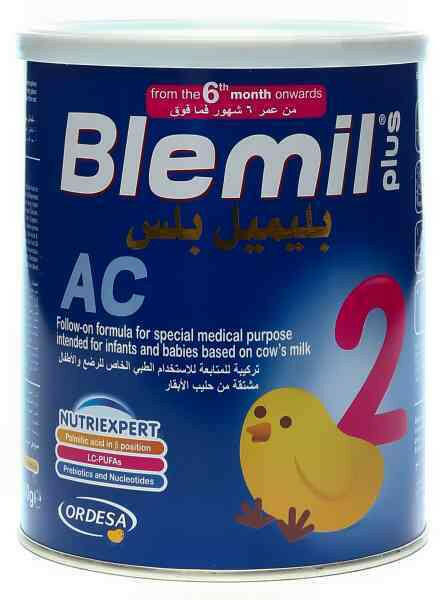 from the 6th month onwards
من عمر ٦ شهور فما فوق
Blemil® plus
بليميل بلس
AC
2
Follow-on formula for special medical purpose
intended for infants and babies based on cow's milk
تركيبة للمتابعة للاستخدام الطبي الخاص للرضع والأطفال
مشتقة من حليب الأبقار
NUTRIEXPERT
Palmitic acid in β position
LC-PUFAs
Prebiotics and Nucleotides
ORDESA